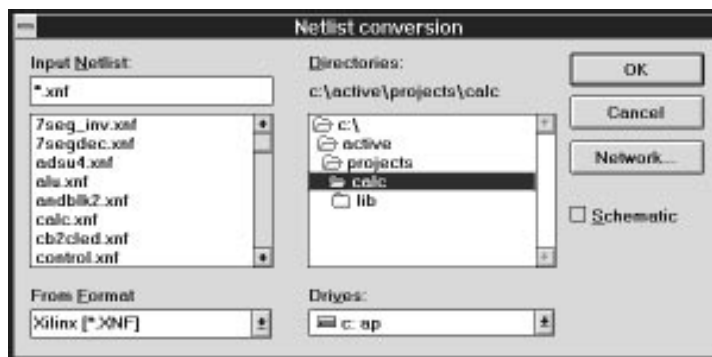 Netlist conversion
Input Netlist:
*.xnf
7seg_inv.xnf
7segdec.xnf
adsu4.xnf
alu.xnf
andblk2.xnf
calc.xnf
cb2cled.xnf
control.xnf
From Format
Xilinx [*.XNF]
Directories:
c:\active\projects\calc
c:\
active
projects
calc
lib
Drives:
c: ap
OK
Cancel
Network...
Schematic